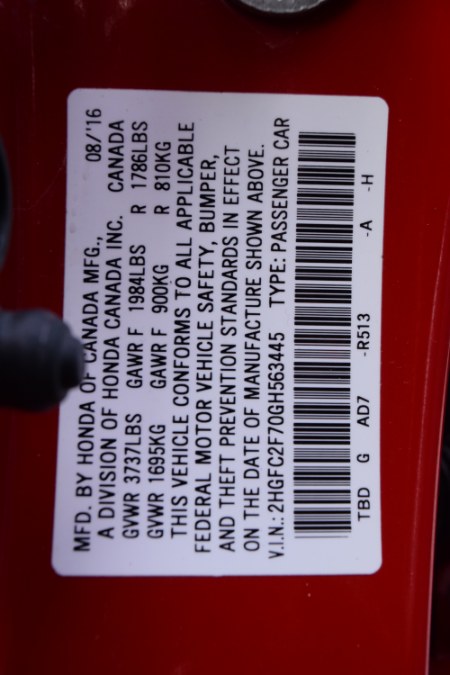 MFD. BY HONDA OF CANADA MFG., 08/'16
A DIVISION OF HONDA CANADA INC. CANADA
GVWR 3737LBS GAWR F 1984LBS R 1786LBS
GVWR 1695KG GAWR F 900KG R 810KG
THIS VEHICLE CONFORMS TO ALL APPLICABLE
FEDERAL MOTOR VEHICLE SAFETY, BUMPER,
AND THEFT PREVENTION STANDARDS IN EFFECT
ON THE DATE OF MANUFACTURE SHOWN ABOVE.
V.I.N.: 2HGFC2F70GH563445 TYPE: PASSENGER CAR
TBD G AD7 -R513 -A -H